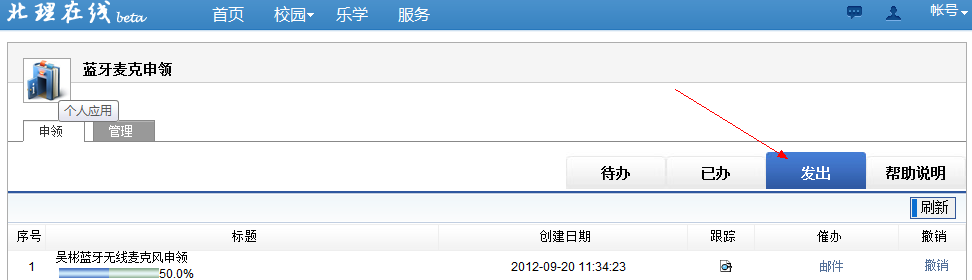 北理在线 beta 首页 校园 乐学 服务 帐号
蓝牙麦克申领
个人应用
申领 管理
待办 已办 发出 帮助说明
刷新
序号 标题 创建日期 跟踪 催办 撤销
吴彬蓝牙无线麦克风申领
1 50.0% 2012-09-20 11:34:23 邮件 撤销